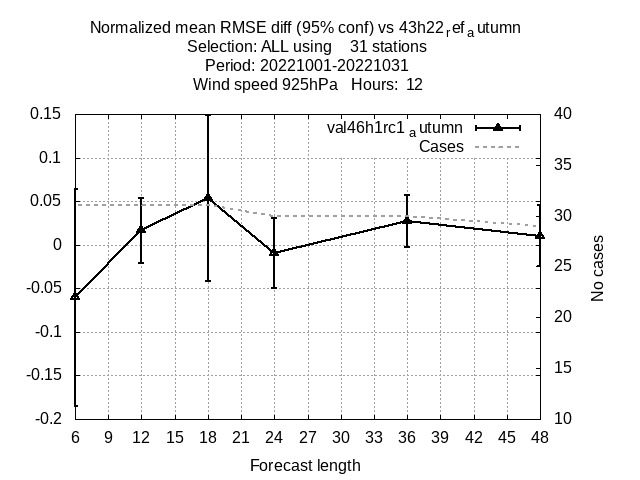 Normalized mean RMSE diff (95% conf) vs 43h22refautumn
Selection: ALL using 31 stations
Period: 20221001-20221031
Wind speed 925hPa Hours: 12
0.15
0.1
0.05
0
-0.05
-0.1
-0.15
-0.2
40
35
30
25
20
15
10
No cases
val46h1rc1autumn
Cases
6 9 12 15 18 21 24 27 30 33 36 39 42 45 48
Forecast length